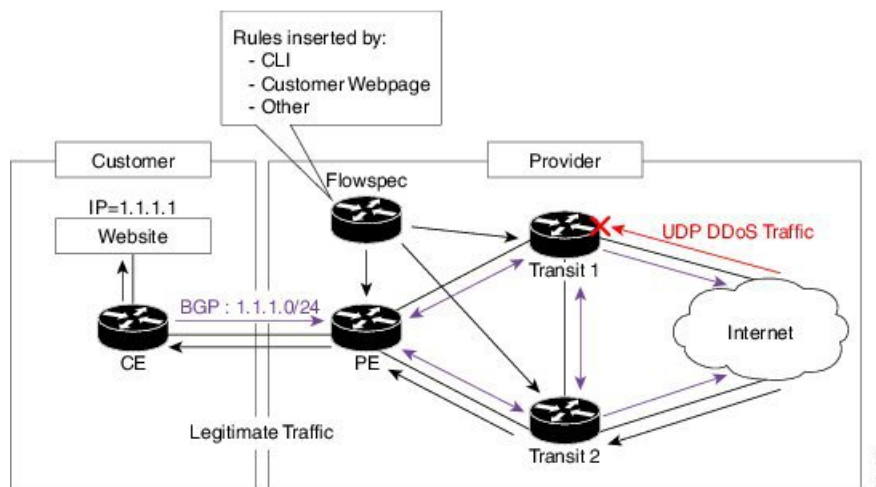 Rules inserted by:
- CLI
- Customer Webpage
- Other
Customer
Provider
Flowspec
IP=1.1.1.1
Website
UDP DDoS Traffic
Transit 1
BGP : 1.1.1.0/24
Internet
CE
PE
Legitimate Traffic
Transit 2